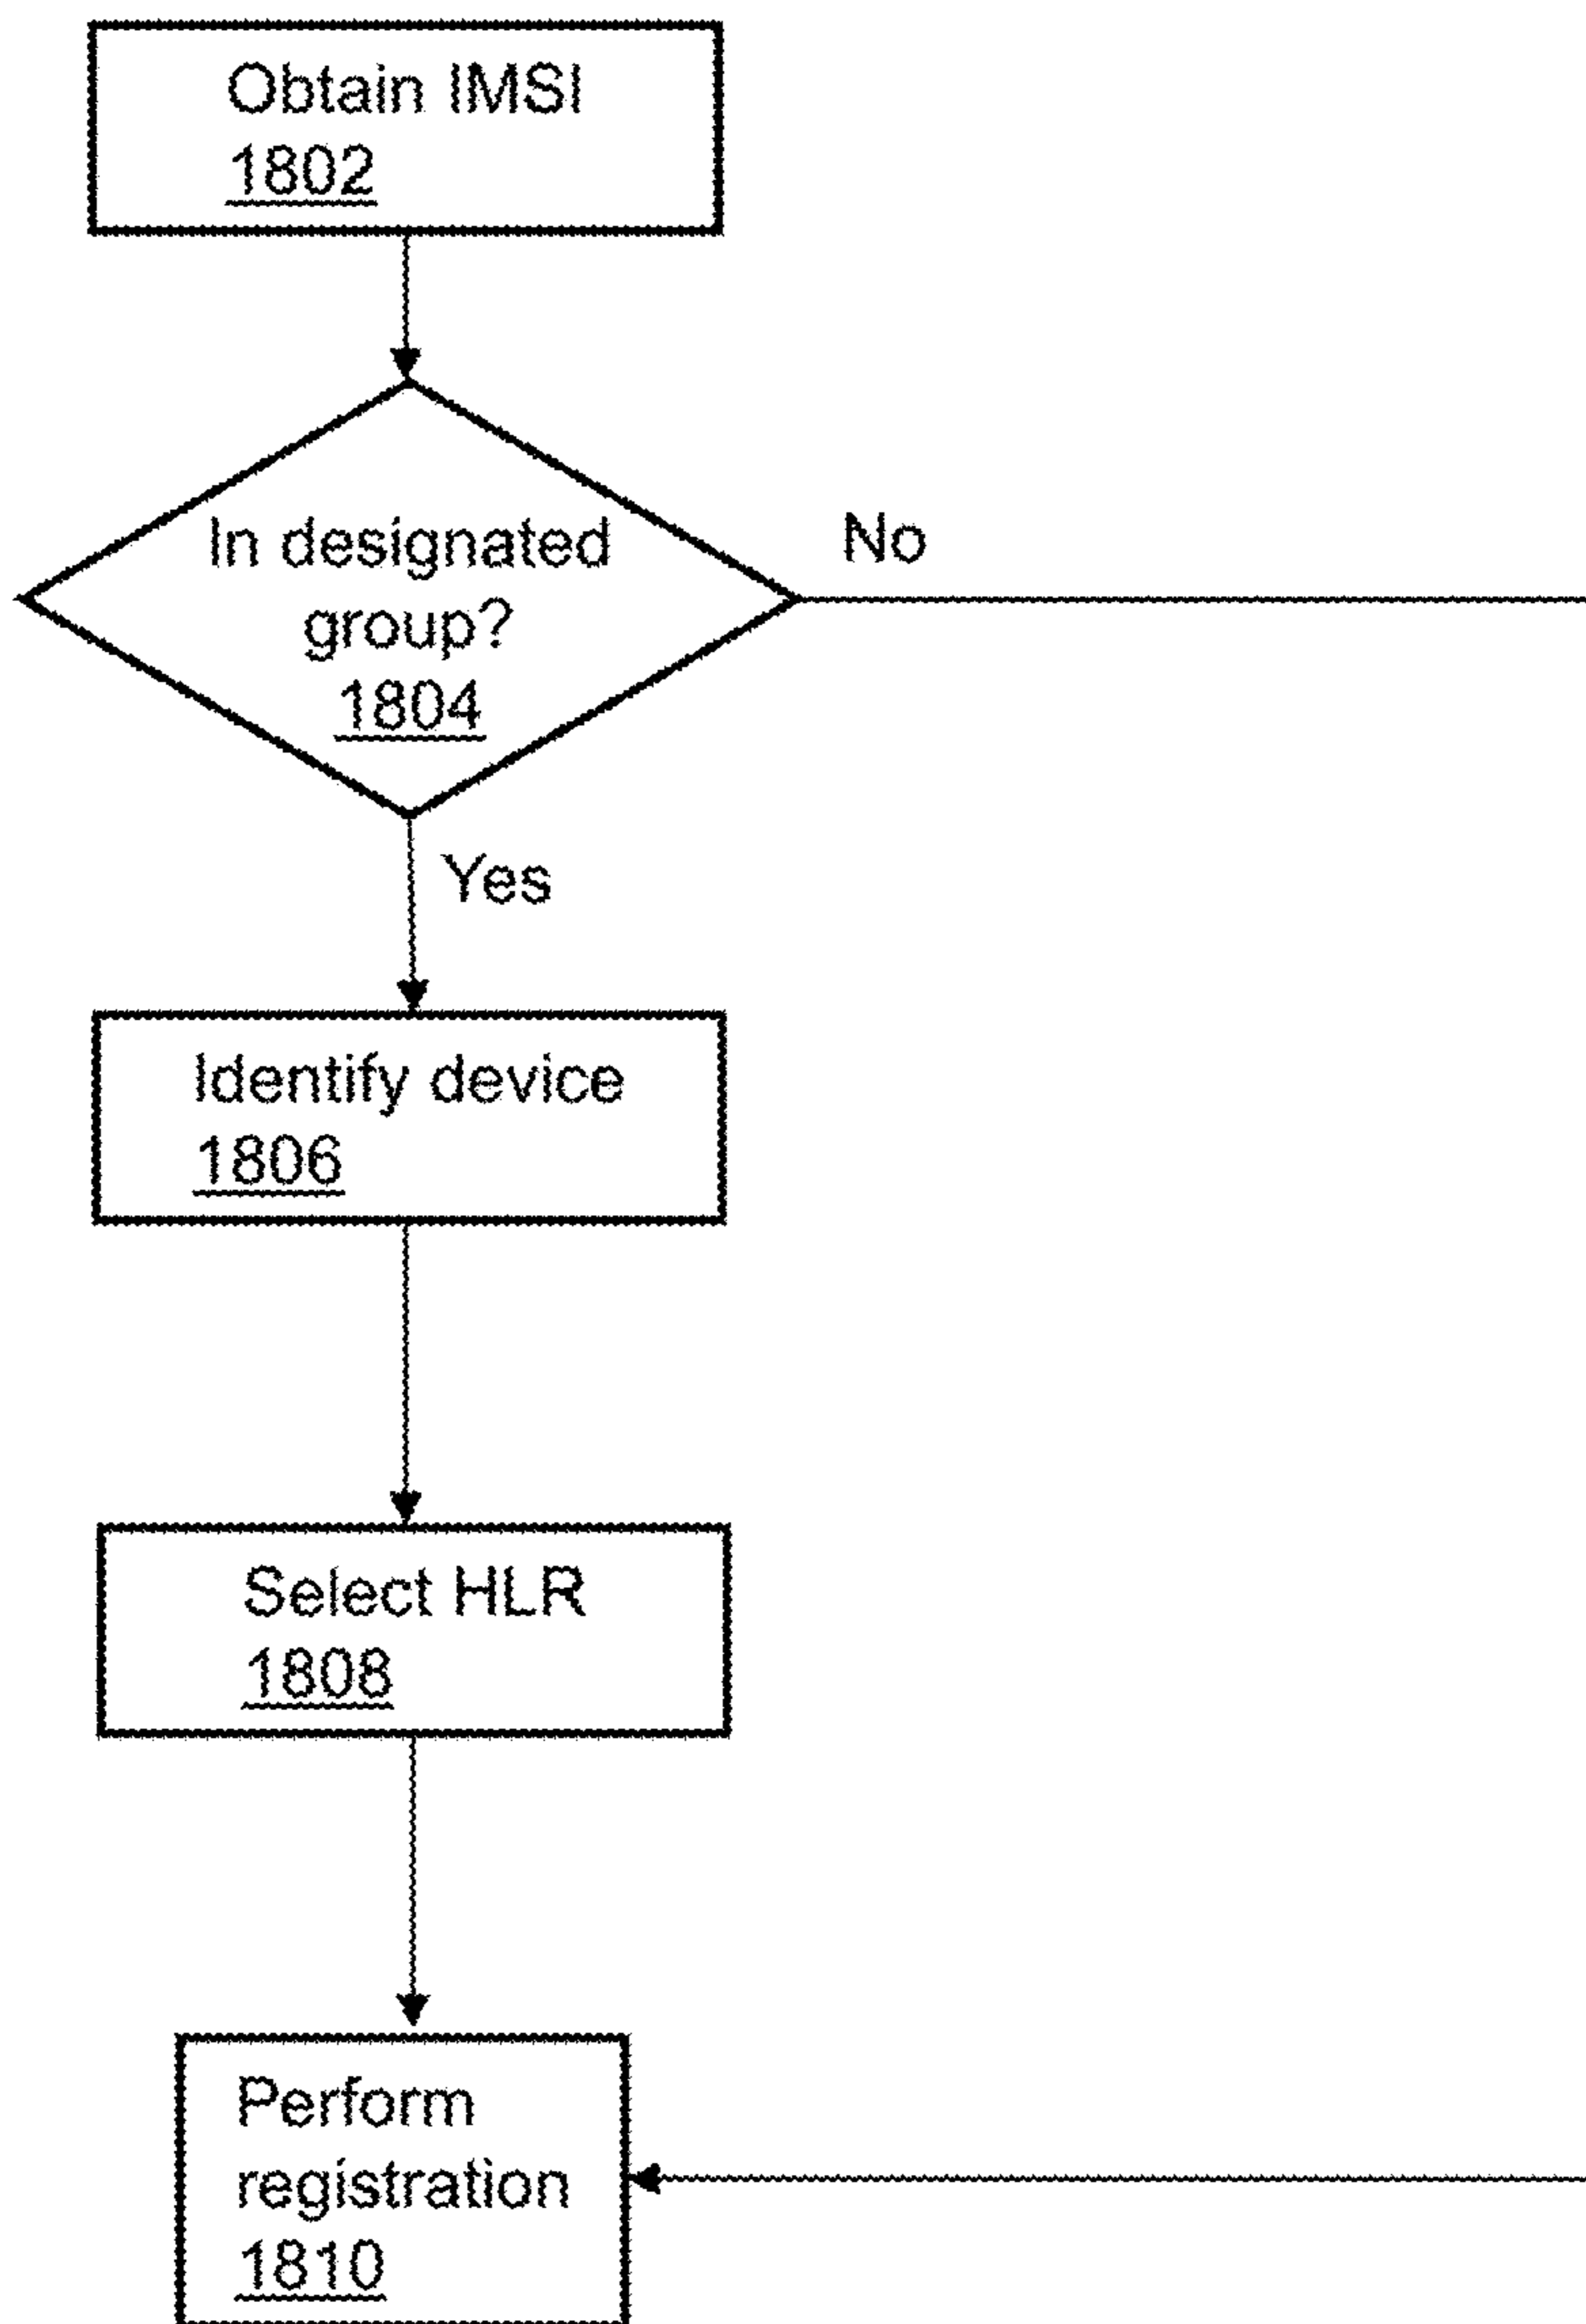 Obtain IMSI
1802
In designated
group?
1804
No
Yes
Identify device
1806
Select HLR
1808
Perform
registration
1810